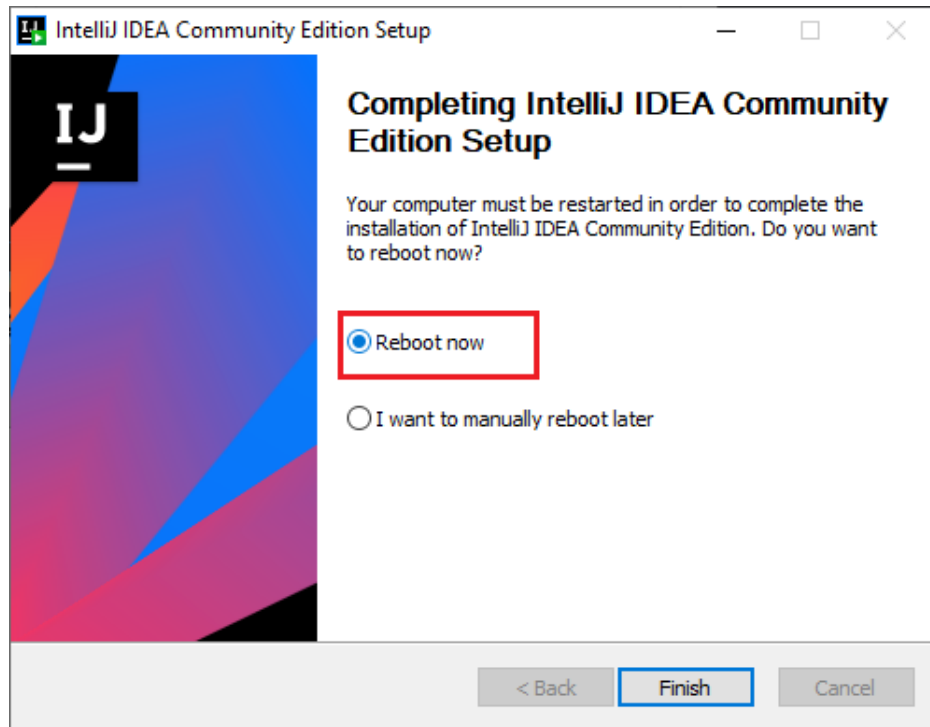 IntelliJ IDEA Community Edition Setup
IJ
Completing IntelliJ IDEA Community
Edition Setup
Your computer must be restarted in order to complete the
installation of IntelliJ IDEA Community Edition. Do you want
to reboot now?
Reboot now
I want to manually reboot later
< Back
Finish
Cancel